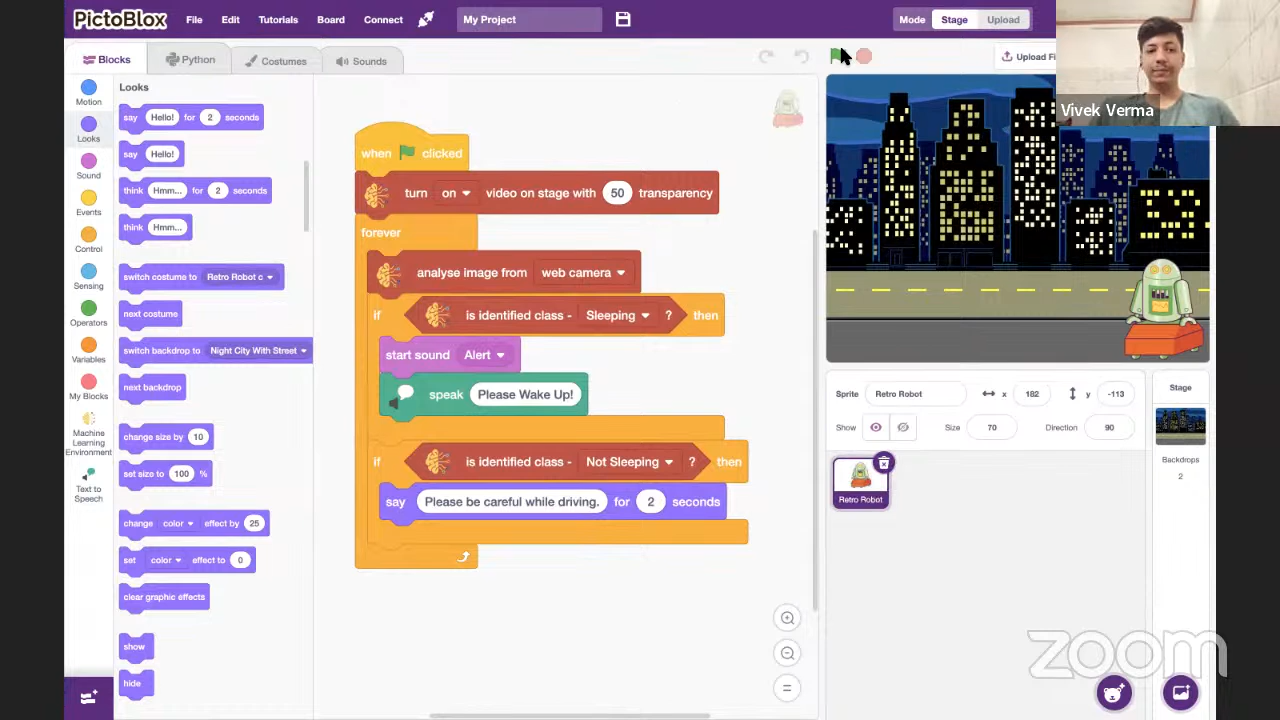 PictoBlox File Edit Tutorials Board Connect My Project Mode Stage Upload
Blocks Python Costumes Sounds Upload Fi
Vivek Verma
Motion
Looks
Sound
Events
Control
Sensing
Operators
Variables
My Blocks
Machine
Learning
Environment
Text to
Speech
Looks
say Hello! for 2 seconds
say Hello!
think Hmm... for 2 seconds
think Hmm...
switch costume to Retro Robot c
next costume
switch backdrop to Night City With Street
next backdrop
change size by 10
set size to 100 %
change color effect by 25
set color effect to 0
clear graphic effects
show
hide
when clicked
turn on video on stage with 50 transparency
forever
analyse image from web camera
if is identified class - Sleeping ? then
start sound Alert
speak Please Wake Up!
if is identified class - Not Sleeping ? then
say Please be careful while driving. for 2 seconds
Sprite Retro Robot x 182 y -113
Show Size 70 Direction 90
Retro Robot
Stage
Backdrops
2
zoom